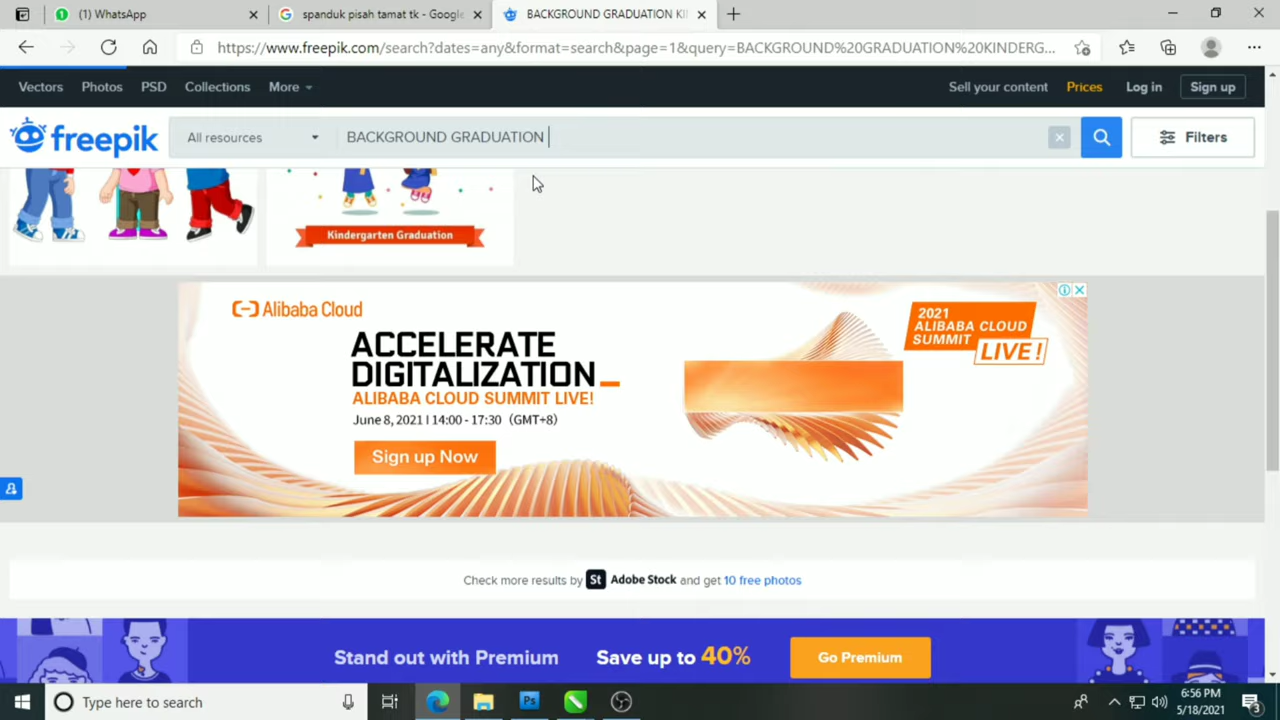 (1) WhatsApp
spanduk pisah tamat tk - Google
BACKGROUND GRADUATION KI
https://www.freepik.com/search?dates=any&format=search&page=1&query=BACKGROUND%20GRADUATION%20KINDERG...
Vectors
Photos
PSD
Collections
More
Sell your content
Prices
Log in
Sign up
freepik
All resources
BACKGROUND GRADUATION
Filters
Kindergarten Graduation
Alibaba Cloud
ACCELERATE
DIGITALIZATION
ALIBABA CLOUD SUMMIT LIVE!
June 8, 2021 | 14:00 - 17:30 (GMT+8)
Sign up Now
2021
ALIBABA CLOUD
SUMMIT
LIVE!
Check more results by St Adobe Stock and get 10 free photos
Stand out with Premium
Save up to 40%
Go Premium
Type here to search
Ps
6:56 PM
5/18/2021
3